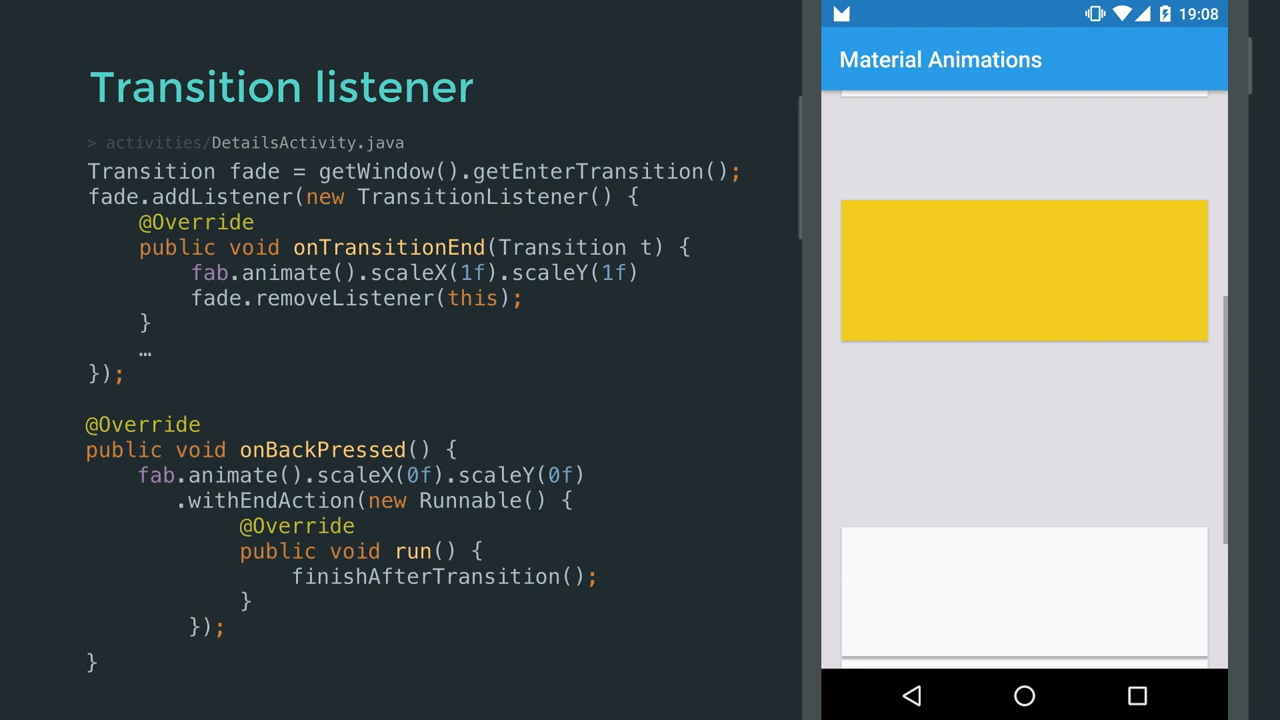 Transition listener
> activities/DetailsActivity.java
Transition fade = getWindow().getEnterTransition();
fade.addListener(new TransitionListener() {
    @Override
    public void onTransitionEnd(Transition t) {
        fab.animate().scaleX(1f).scaleY(1f)
        fade.removeListener(this);
    }
    …
});
@Override
public void onBackPressed() {
    fab.animate().scaleX(0f).scaleY(0f)
       .withEndAction(new Runnable() {
            @Override
            public void run() {
                finishAfterTransition();
            }
        });
}
19:08
Material Animations